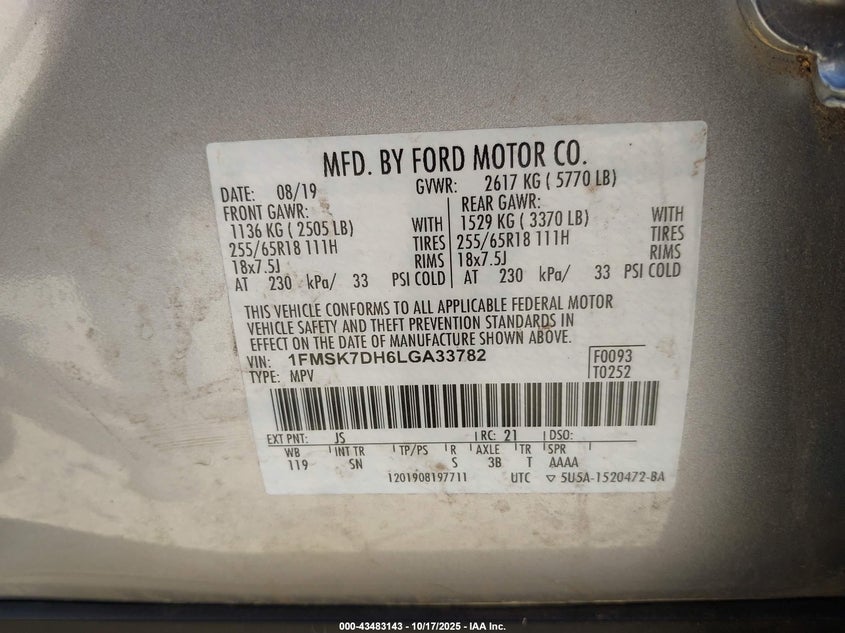 MFD. BY FORD MOTOR CO.
DATE: 08/19 GVWR: 2617 KG ( 5770 LB)
FRONT GAWR: REAR GAWR:
1136 KG ( 2505 LB) WITH 1529 KG ( 3370 LB) WITH
255/65R18 111H TIRES 255/65R18 111H TIRES
18x7.5J RIMS 18x7.5J RIMS
AT 230 kPa/ 33 PSI COLD AT 230 kPa/ 33 PSI COLD
THIS VEHICLE CONFORMS TO ALL APPLICABLE FEDERAL MOTOR
VEHICLE SAFETY AND THEFT PREVENTION STANDARDS IN
EFFECT ON THE DATE OF MANUFACTURE SHOWN ABOVE.
VIN: 1FMSK7DH6LGA33782 F0093
TYPE: MPV T0252
EXT PNT: JS RC: 21 DSO:
WB INT TR TP/PS R AXLE TR SPR
119 SN S 3B T AAAA
1201908197711 UTC ▽ 5U5A-1520472-BA
000-43483143 - 10/17/2025 - IAA Inc.